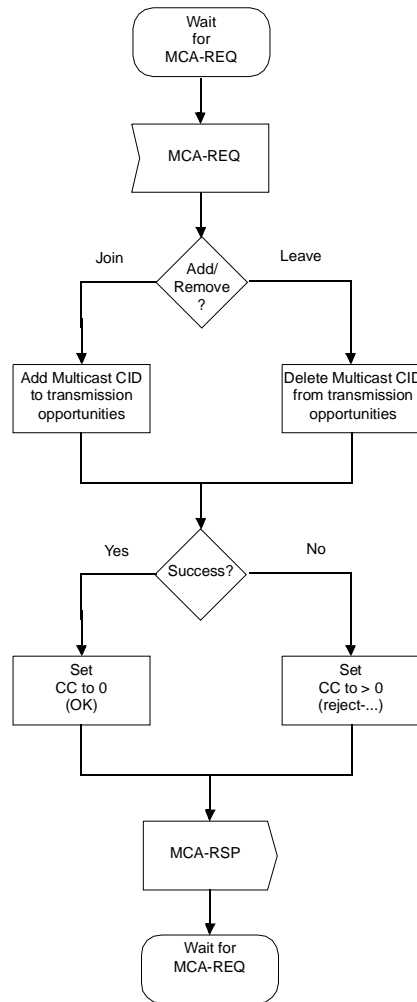 Wait
for
MCA-REQ
MCA-REQ
Join
Add/
Remove
?
Leave
Add Multicast CID
to transmission
opportunities
Delete Multicast CID
from transmission
opportunities
Yes
Success?
No
Set
CC to 0
(OK)
Set
CC to > 0
(reject-...)
MCA-RSP
Wait for
MCA-REQ